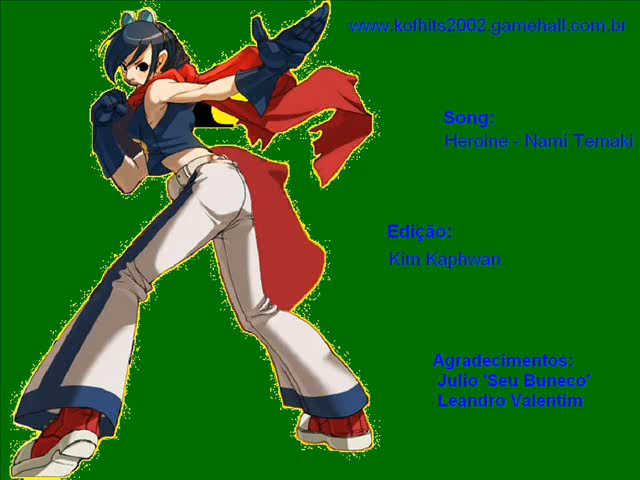 www.kofhits2002.gamehall.com.br
Song:
Heroine - Nami Temaki
Edição:
Kim Kaphwan
Agradecimentos:
Julio 'Seu Buneco'
Leandro Valentim